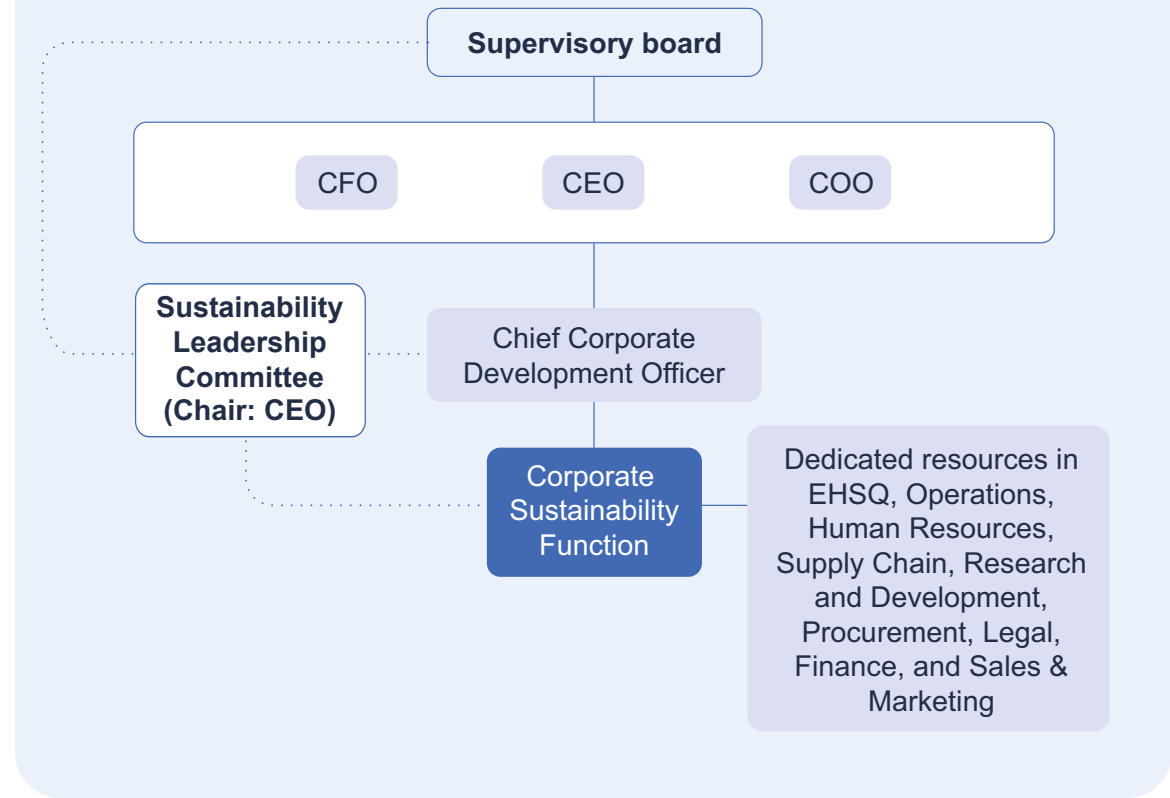 Supervisory board
CFO
CEO
COO
Sustainability
Leadership
Committee
(Chair: CEO)
Chief Corporate
Development Officer
Corporate
Sustainability
Function
Dedicated resources in
EHSQ, Operations,
Human Resources,
Supply Chain, Research
and Development,
Procurement, Legal,
Finance, and Sales &
Marketing